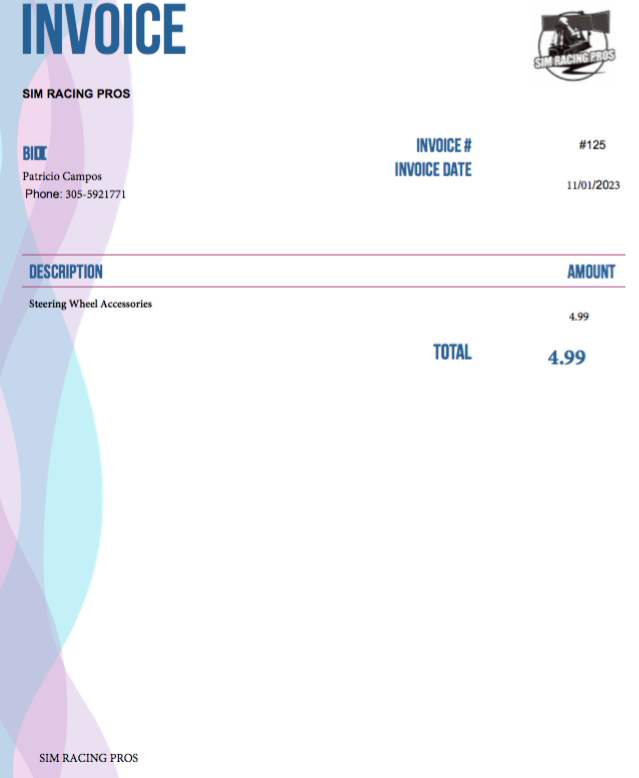 INVOICE
SIM RACING PROS
SIM RACING PROS
INVOICE #
#125
INVOICE DATE
11/01/2023
Patricio Campos
Phone: 305-5921771
DESCRIPTION
AMOUNT
Steering Wheel Accessories
4.99
TOTAL
4.99
SIM RACING PROS